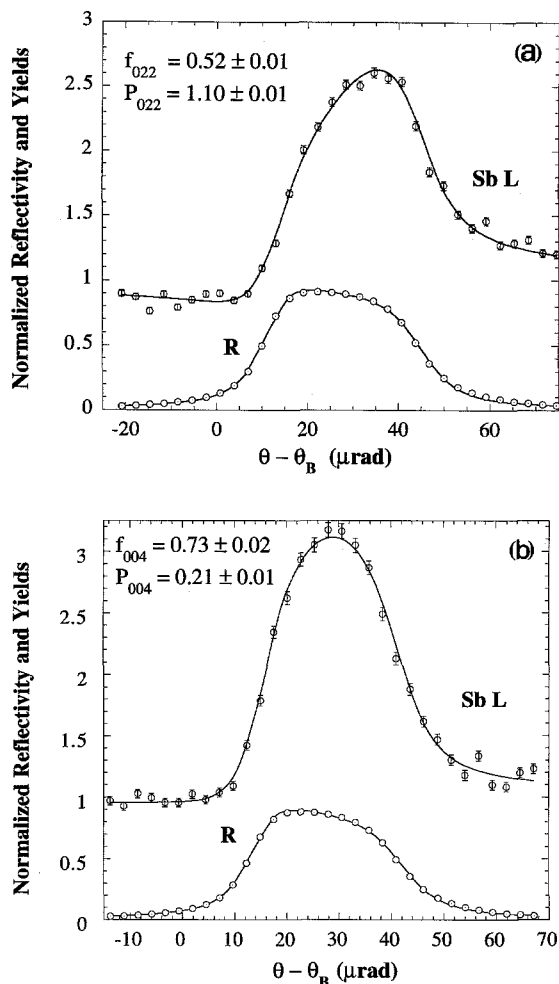 (a)
f022 = 0.52 ± 0.01
P022 = 1.10 ± 0.01
Normalized Reflectivity and Yields
3
2.5
2
1.5
1
0.5
0
Sb L
R
-20 0 20 40 60
θ – θB (μrad)
(b)
f004 = 0.73 ± 0.02
P004 = 0.21 ± 0.01
Normalized Reflectivity and Yields
3
2.5
2
1.5
1
0.5
0
Sb L
R
-10 0 10 20 30 40 50 60 70
θ – θB (μrad)